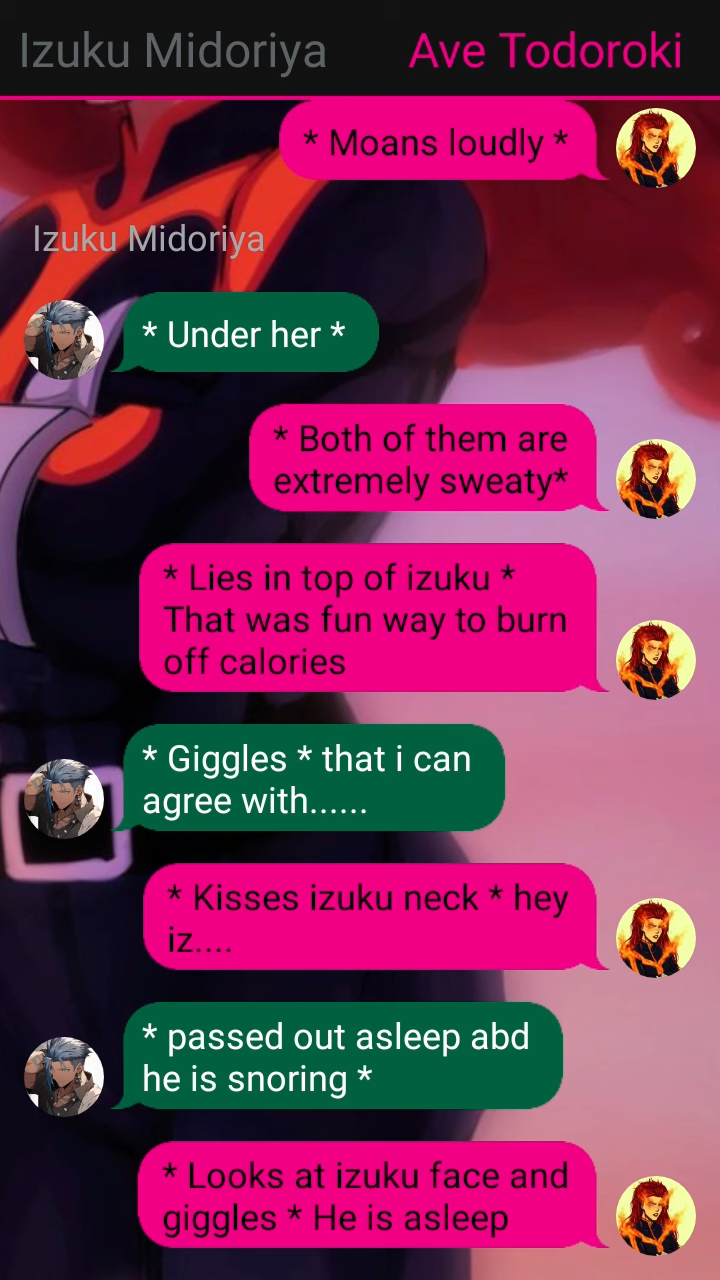 Izuku Midoriya
Ave Todoroki
* Moans loudly *
Izuku Midoriya
* Under her *
* Both of them are
extremely sweaty*
* Lies in top of izuku *
That was fun way to burn
off calories
* Giggles * that i can
agree with......
* Kisses izuku neck * hey
iz....
* passed out asleep abd
he is snoring *
* Looks at izuku face and
giggles * He is asleep